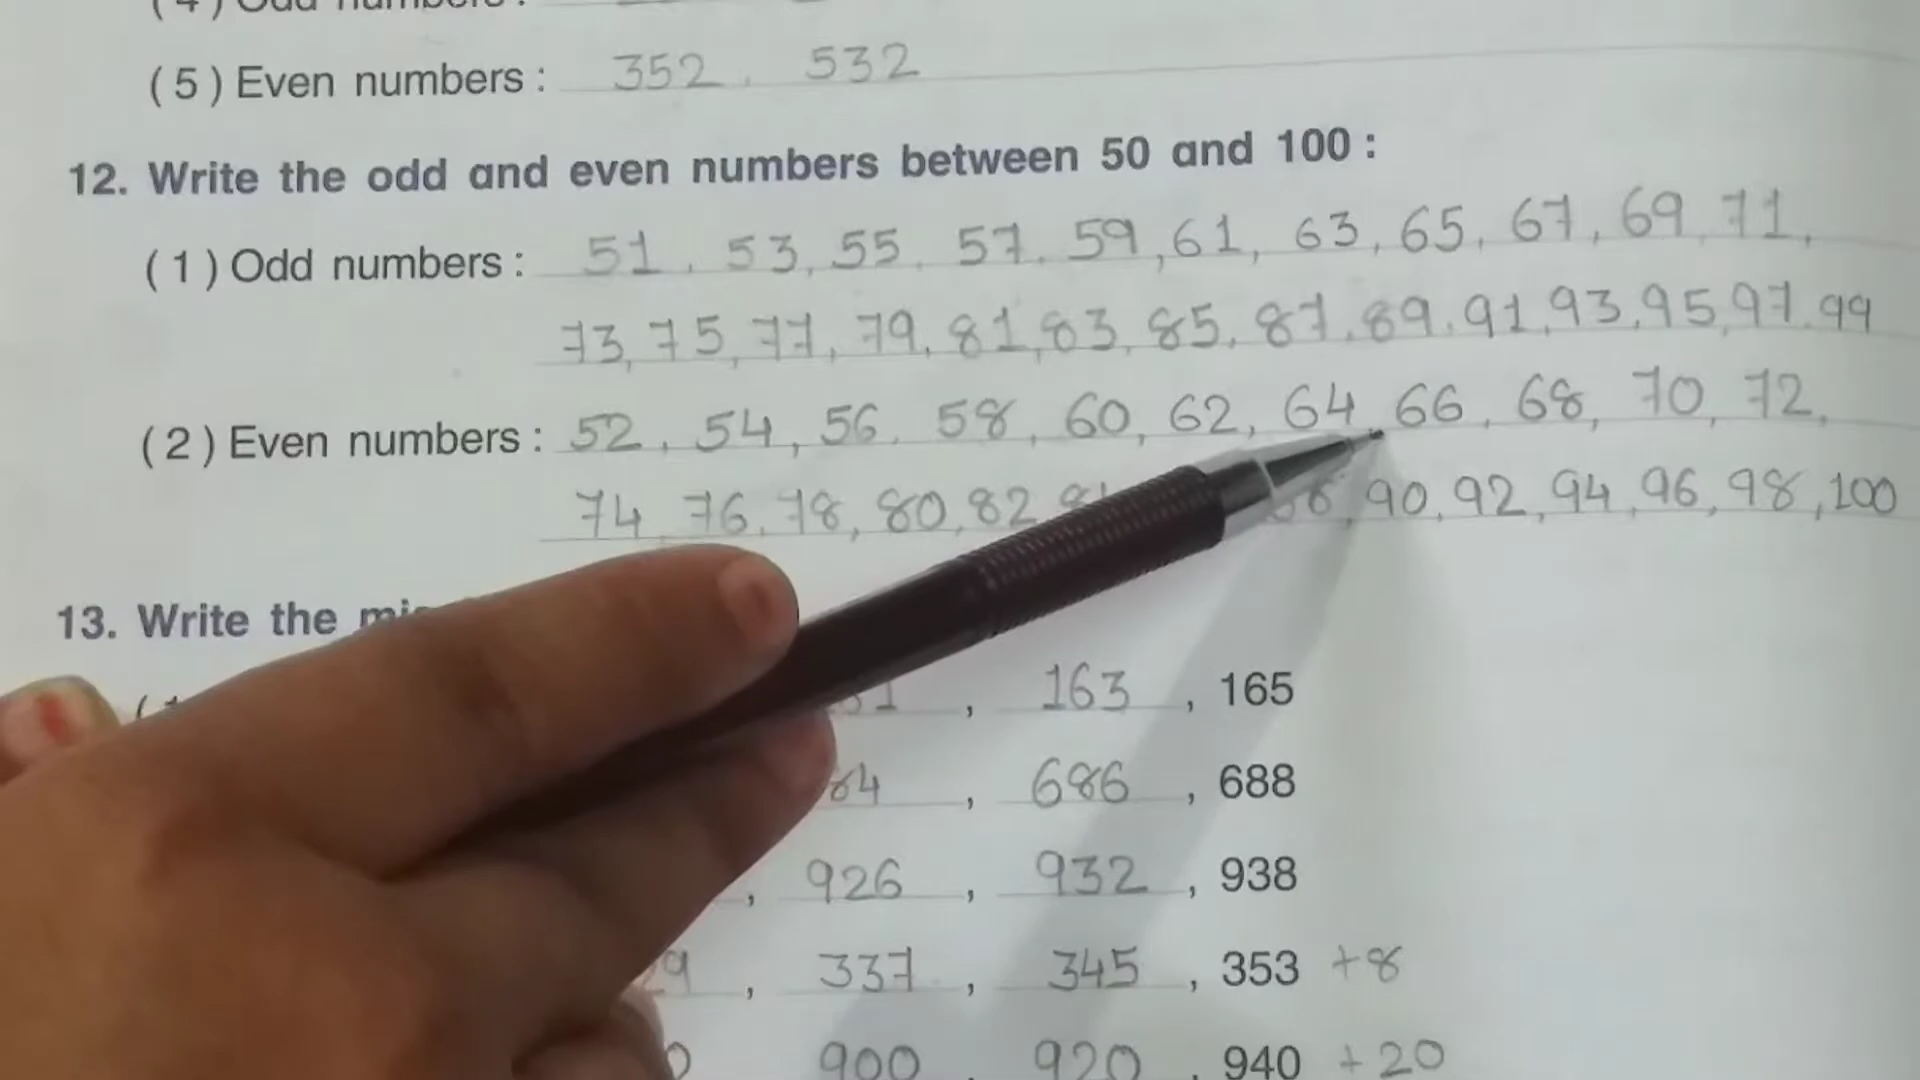 (4) Odd numbers :
(5) Even numbers : 352, 532
12. Write the odd and even numbers between 50 and 100 :
(1) Odd numbers : 51, 53, 55, 57, 59, 61, 63, 65, 67, 69, 71,
73, 75, 77, 79, 81, 83, 85, 87, 89, 91, 93, 95, 97, 99
(2) Even numbers : 52, 54, 56, 58, 60, 62, 64, 66, 68, 70, 72,
74, 76, 78, 80, 82, 90, 92, 94, 96, 98, 100
13. Write the
, 163, 165
, 686, 688
, 926, 932, 938
, 337, 345, 353 +8
900, 920, 940 +20